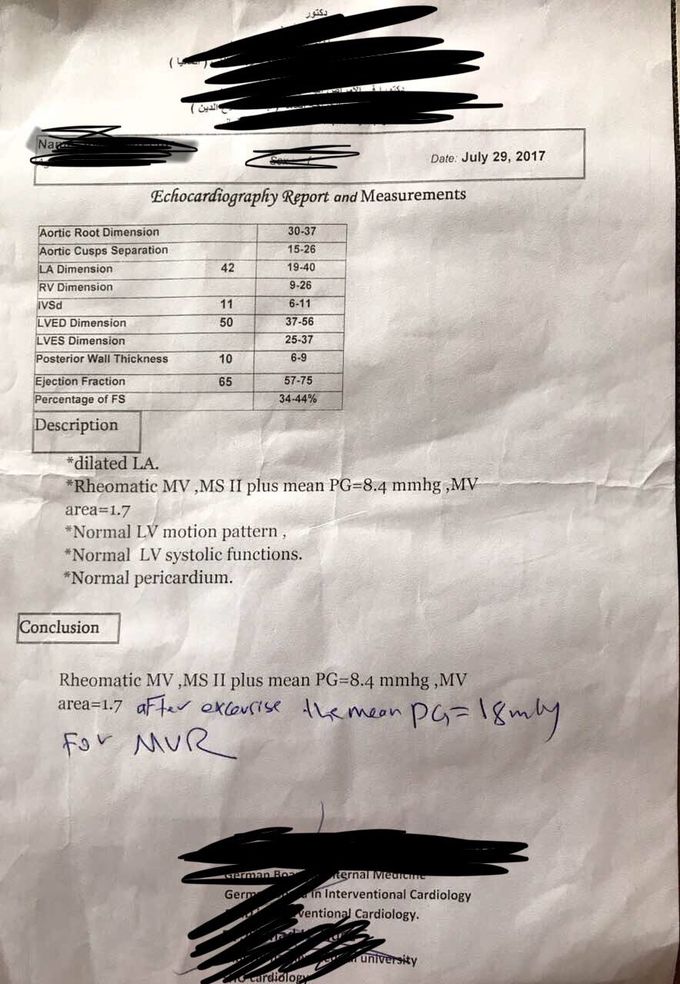 دكتور
Date: July 29, 2017
Echocardiography Report and Measurements
Aortic Root Dimension 30-37
Aortic Cusps Separation 15-26
LA Dimension 42 19-40
RV Dimension 9-26
IVSd 11 6-11
LVED Dimension 50 37-56
LVES Dimension 25-37
Posterior Wall Thickness 10 6-9
Ejection Fraction 65 57-75
Percentage of FS 34-44%
Description
*dilated LA.
*Rheomatic MV ,MS II plus mean PG=8.4 mmhg ,MV
area=1.7
*Normal LV motion pattern ,
*Normal LV systolic functions.
*Normal pericardium.
Conclusion
Rheomatic MV ,MS II plus mean PG=8.4 mmhg ,MV
area=1.7 after excersise the mean PG=18
For MVR
German Internal Medicine
in Interventional Cardiology
Cardiology.
university
cardiology